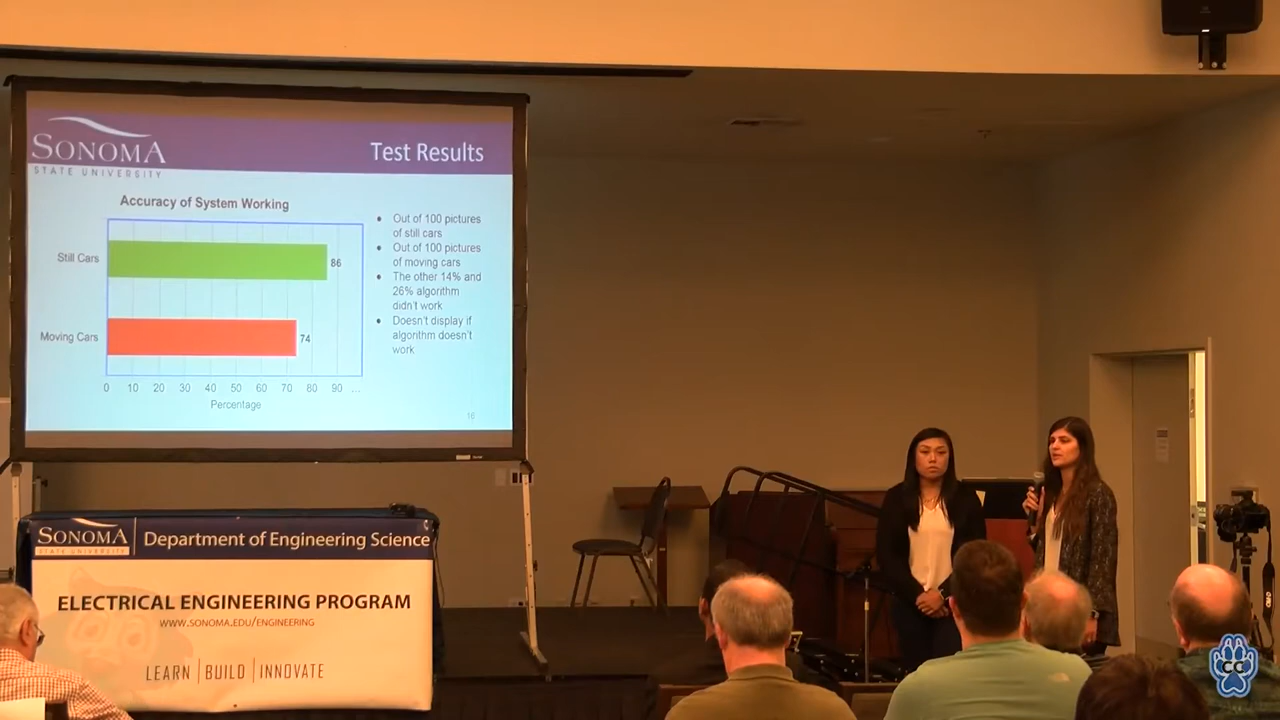 SONOMA
STATE UNIVERSITY
Test Results
Accuracy of System Working
Still Cars
86
Moving Cars
74
0 10 20 30 40 50 60 70 80 90 ...
Percentage
• Out of 100 pictures
of still cars
• Out of 100 pictures
of moving cars
• The other 14% and
26% algorithm
didn't work
• Doesn't display if
algorithm doesn't
work
16
SONOMA
STATE UNIVERSITY
Department of Engineering Science
ELECTRICAL ENGINEERING PROGRAM
WWW.SONOMA.EDU/ENGINEERING
LEARN | BUILD | INNOVATE
CC